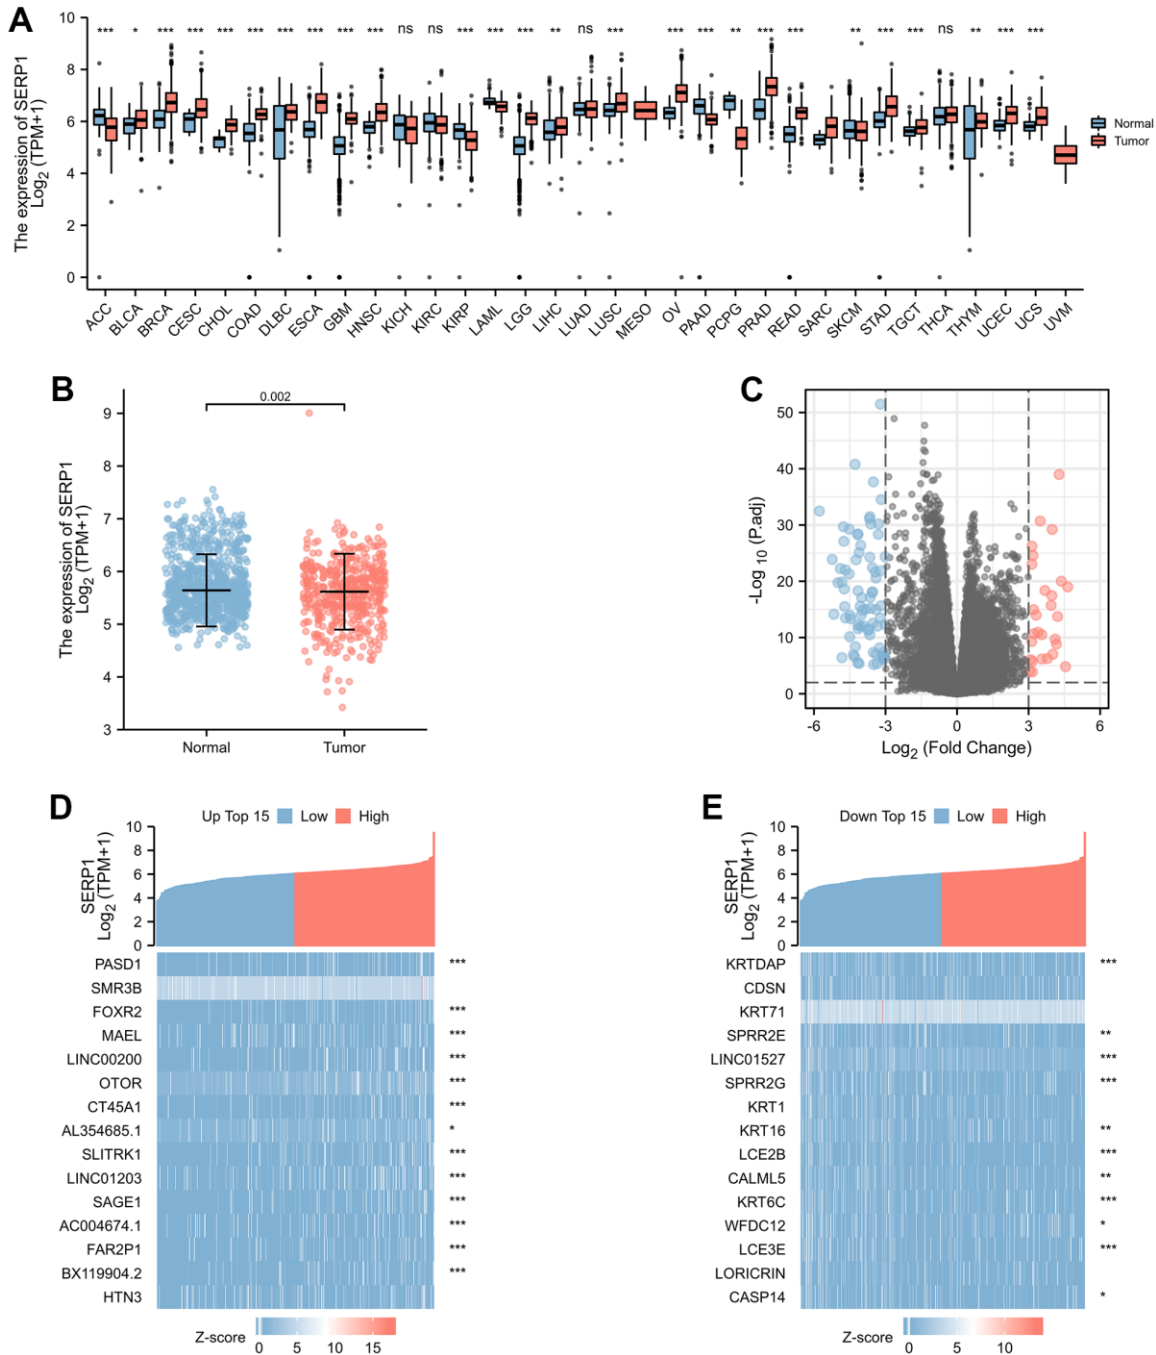 A
The expression of SERP1
Log2 (TPM+1)
10
8
6
4
2
0
*** * *** *** *** *** *** *** *** *** ns ns *** *** *** ** ns *** *** *** ** *** *** ** *** *** ns ** *** ***
Normal
Tumor
ACC BLCA BRCA CESC CHOL COAD DLBC ESCA GBM HNSC KICH KIRC KIRP LAML LGG LIHC LUAD LUSC MESO OV PAAD PCPG PRAD READ SARC SKCM STAD TGCT THCA THYM UCEC UCS UVM
B
The expression of SERP1
Log2 (TPM+1)
9
8
7
6
5
4
3
0.002
Normal Tumor
C
-Log 10 (P.adj)
50
40
30
20
10
0
-6 -3 0 3 6
Log2 (Fold Change)
D
Up Top 15 Low High
SERP1
Log2 (TPM+1)
10
8
6
4
2
0
PASD1 ***
SMR3B
FOXR2 ***
MAEL ***
LINC00200 ***
OTOR ***
CT45A1 ***
AL354685.1 *
SLITRK1 ***
LINC01203 ***
SAGE1 ***
AC004674.1 ***
FAR2P1 ***
BX119904.2 ***
HTN3
Z-score
0 5 10 15
E
Down Top 15 Low High
SERP1
Log2 (TPM+1)
10
8
6
4
2
0
KRTDAP ***
CDSN
KRT71
SPRR2E **
LINC01527 ***
SPRR2G ***
KRT1
KRT16 **
LCE2B ***
CALML5 **
KRT6C ***
WFDC12 *
LCE3E ***
LORICRIN
CASP14 *
Z-score
0 5 10